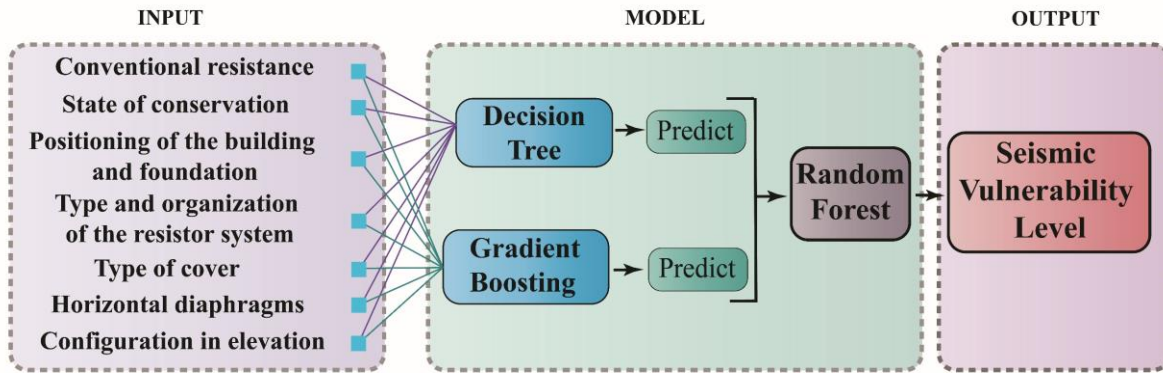 INPUT
MODEL
OUTPUT
Conventional resistance
State of conservation
Positioning of the building
and foundation
Type and organization
of the resistor system
Type of cover
Horizontal diaphragms
Configuration in elevation
Decision
Tree
Predict
Gradient
Boosting
Predict
Random
Forest
Seismic
Vulnerability
Level